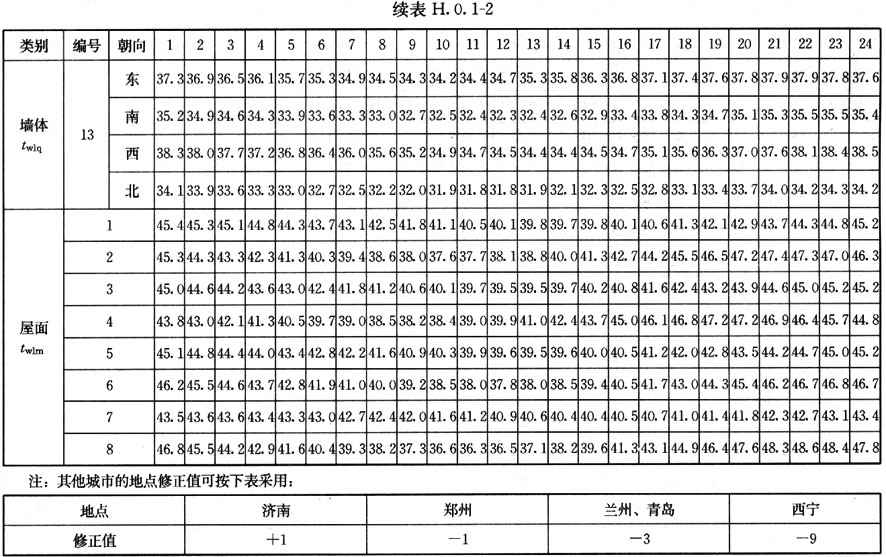 续表 H.0.1-2
类别 编号 朝向 1 2 3 4 5 6 7 8 9 10 11 12 13 14 15 16 17 18 19 20 21 22 23 24
墙体 twlq 13 东 37.3 36.9 36.5 36.1 35.7 35.3 34.9 34.5 34.3 34.2 34.4 34.7 35.3 35.8 36.3 36.8 37.1 37.4 37.6 37.8 37.9 37.9 37.8 37.6
南 35.2 34.9 34.6 34.3 33.9 33.6 33.3 33.0 32.7 32.5 32.4 32.3 32.4 32.6 32.9 33.4 33.8 34.3 34.7 35.1 35.3 35.5 35.5 35.4
西 38.3 38.0 37.7 37.2 36.8 36.4 36.0 35.6 35.2 34.9 34.7 34.5 34.4 34.4 34.5 34.7 35.1 35.6 36.3 37.0 37.6 38.1 38.4 38.5
北 34.1 33.9 33.6 33.3 33.0 32.7 32.5 32.2 32.0 31.9 31.8 31.8 31.9 32.1 32.3 32.5 32.8 33.1 33.4 33.7 34.0 34.2 34.3 34.2
屋面 twlm 1 45.4 45.3 45.1 44.8 44.3 43.7 43.1 42.5 41.8 41.1 40.5 40.1 39.8 39.7 39.8 40.1 40.6 41.3 42.1 42.9 43.7 44.3 44.8 45.2
2 45.3 44.3 43.3 42.3 41.3 40.3 39.4 38.6 38.0 37.6 37.7 38.1 38.8 40.0 41.3 42.7 44.2 45.5 46.5 47.2 47.4 47.3 47.0 46.3
3 45.0 44.6 44.2 43.6 43.0 42.4 41.8 41.2 40.6 40.1 39.7 39.5 39.5 39.7 40.2 40.8 41.6 42.4 43.2 43.9 44.6 45.0 45.2 45.2
4 43.8 43.0 42.1 41.3 40.5 39.7 39.0 38.5 38.2 38.4 39.0 39.9 41.0 42.4 43.7 45.0 46.1 46.8 47.2 47.2 46.9 46.4 45.7 44.8
5 45.1 44.8 44.4 44.0 43.4 42.8 42.2 41.6 40.9 40.3 39.9 39.6 39.5 39.6 40.0 40.5 41.2 42.0 42.8 43.5 44.2 44.7 45.0 45.2
6 46.2 45.5 44.6 43.7 42.8 41.9 41.0 40.0 39.2 38.5 38.0 37.8 38.0 38.5 39.4 40.5 41.7 43.0 44.3 45.4 46.2 46.7 46.8 46.7
7 43.5 43.6 43.6 43.4 43.3 43.0 42.7 42.4 42.0 41.6 41.2 40.9 40.6 40.4 40.4 40.5 40.7 41.0 41.4 41.8 42.3 42.7 43.1 43.4
8 46.8 45.5 44.2 42.9 41.6 40.4 39.3 38.2 37.3 36.6 36.3 36.5 37.1 38.2 39.6 41.3 43.1 44.9 46.4 47.6 48.3 48.6 48.4 47.8
注：其他城市的地点修正值可按下表采用：
地点 济南 郑州 兰州、青岛 西宁
修正值 +1 −1 −3 −9